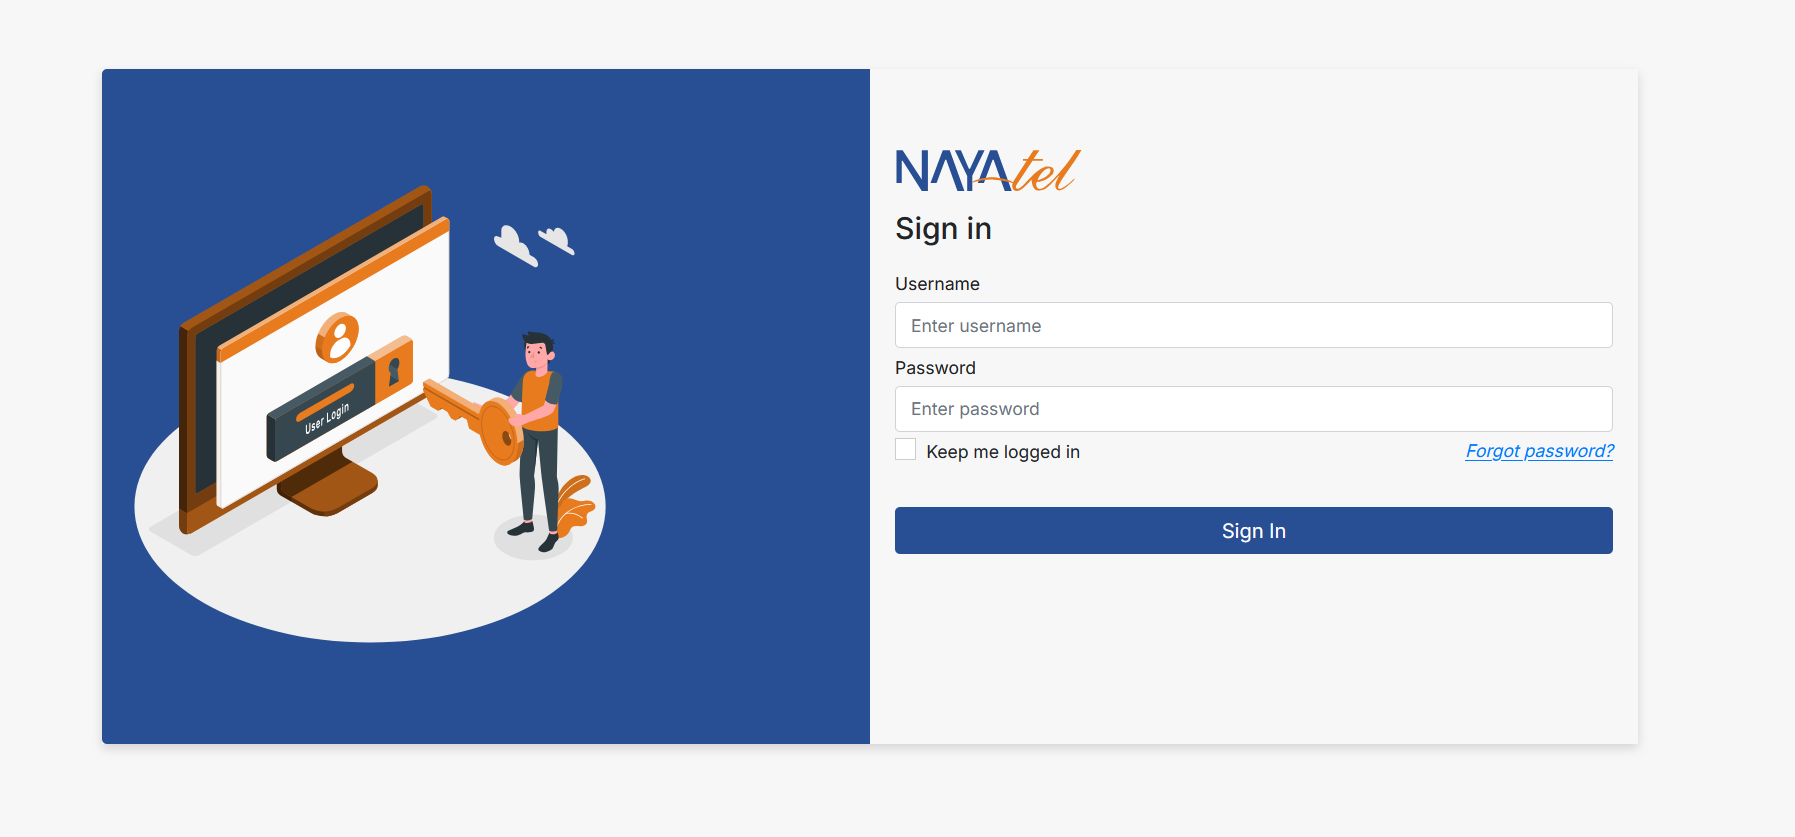 User Login
NAYAtel
Sign in
Username
Enter username
Password
Enter password
Keep me logged in
Forgot password?
Sign In